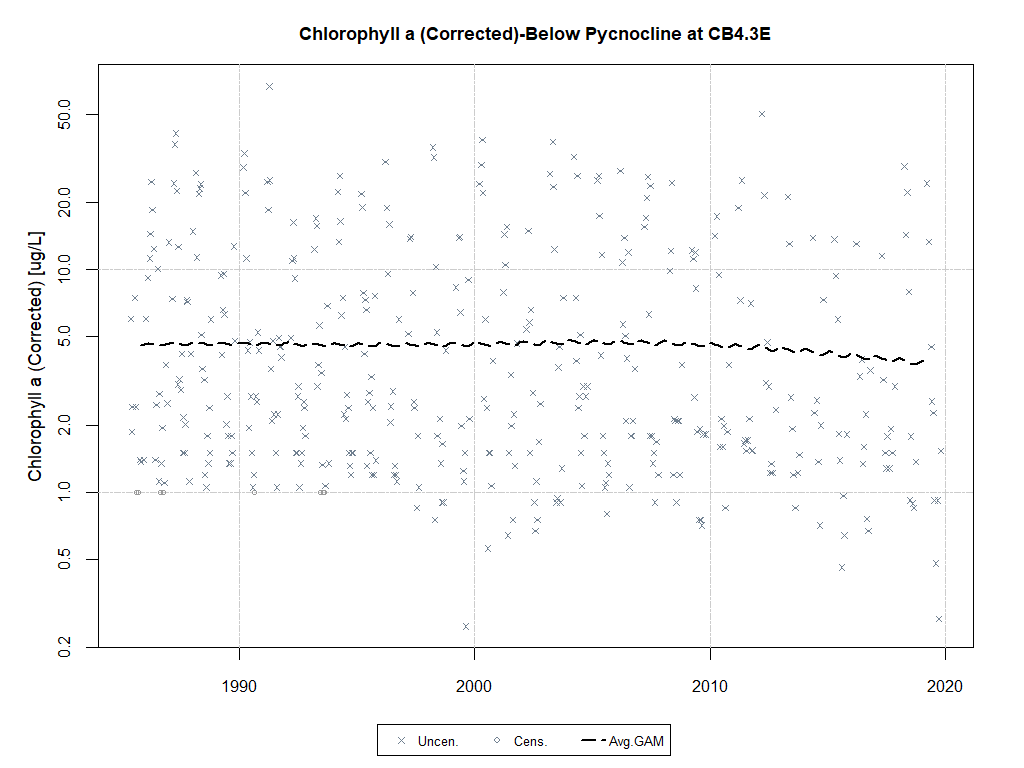 Chlorophyll a (Corrected)-Below Pycnocline at CB4.3E
Chlorophyll a (Corrected) [ug/L]
50.0
20.0
10.0
5.0
2.0
1.0
0.5
0.2
1990 2000 2010 2020
Uncen. Cens. Avg.GAM